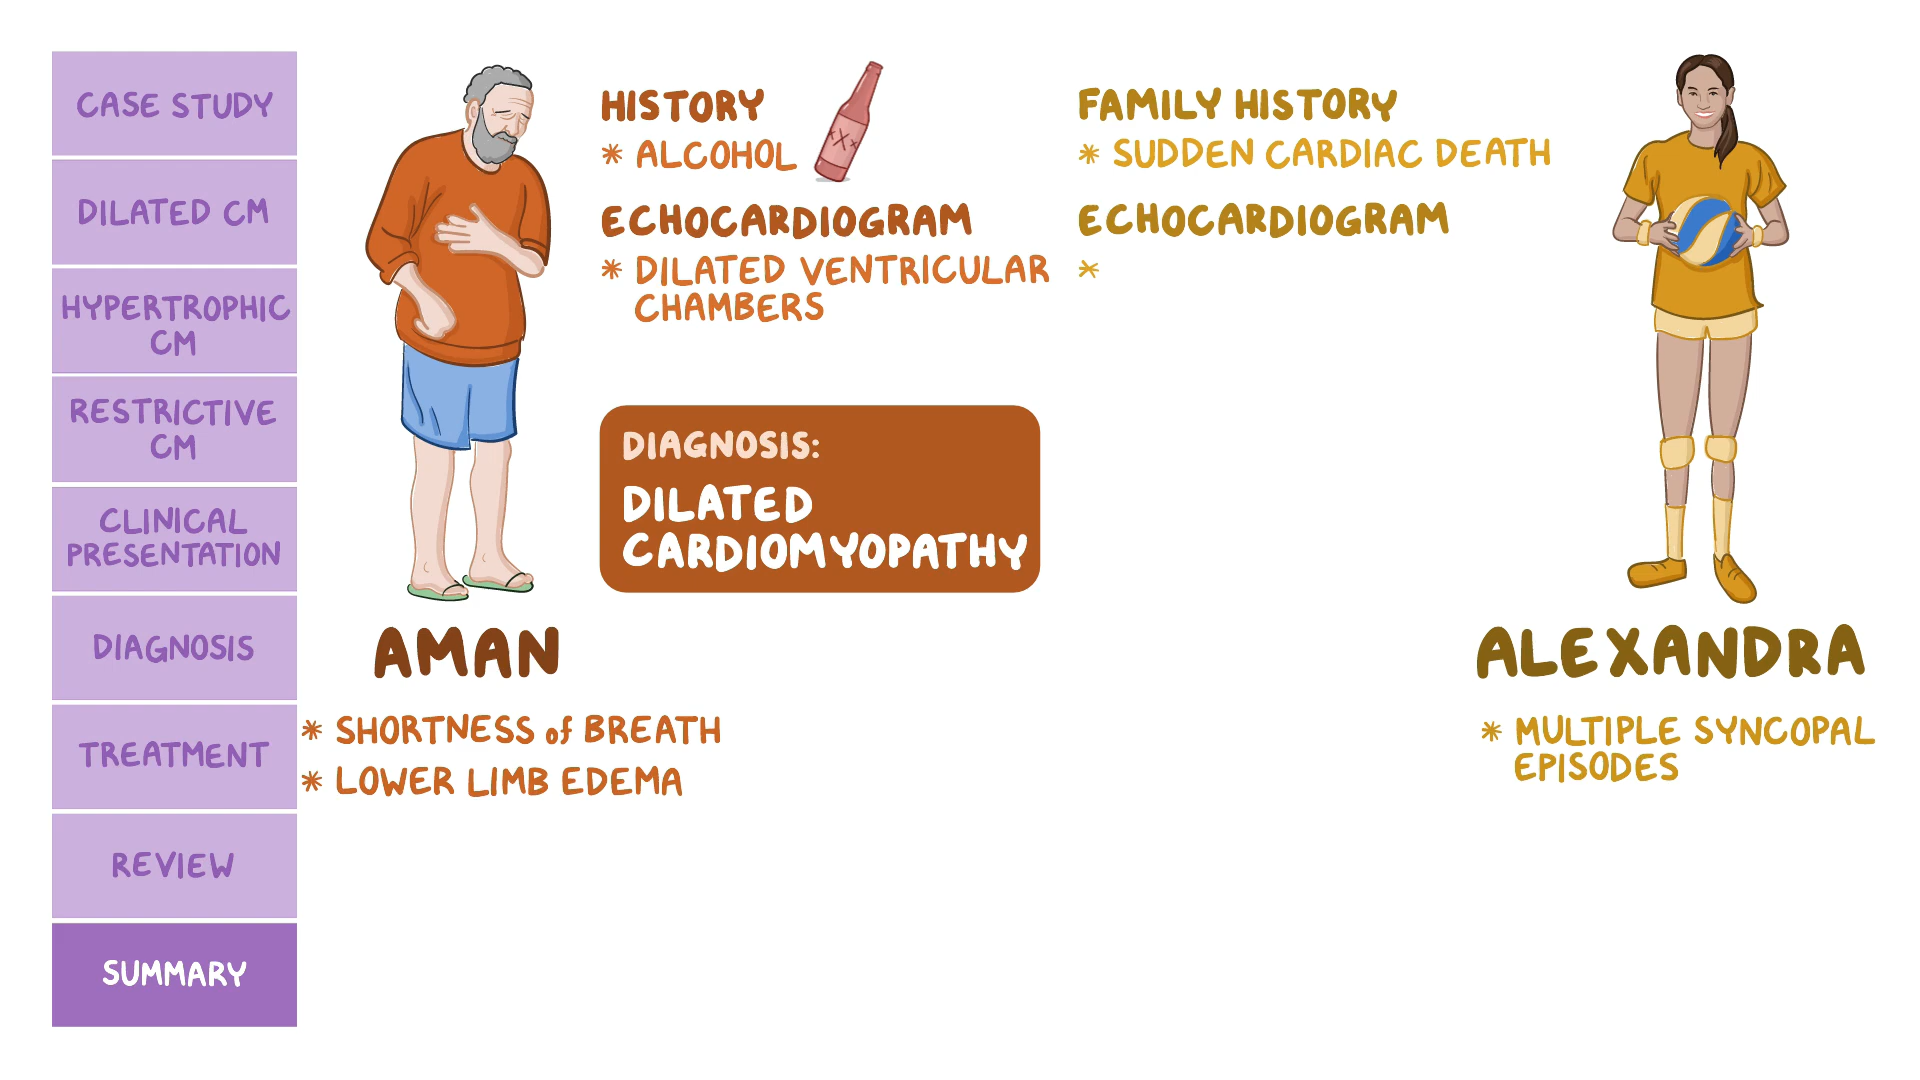 CASE STUDY
DILATED CM
HYPERTROPHIC
CM
RESTRICTIVE
CM
CLINICAL
PRESENTATION
DIAGNOSIS
TREATMENT
REVIEW
SUMMARY
HISTORY
* ALCOHOL
XXX
ECHOCARDIOGRAM
* DILATED VENTRICULAR
CHAMBERS
DIAGNOSIS:
DILATED
CARDIOMYOPATHY
AMAN
* SHORTNESS of BREATH
* LOWER LIMB EDEMA
FAMILY HISTORY
* SUDDEN CARDIAC DEATH
ECHOCARDIOGRAM
*
ALEXANDRA
* MULTIPLE SYNCOPAL
EPISODES